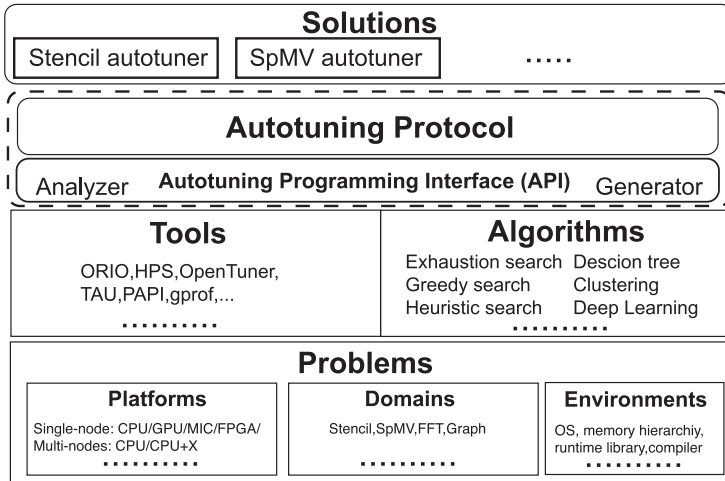 Solutions
Stencil autotuner SpMV autotuner .....
Autotuning Protocol
Analyzer Autotuning Programming Interface (API) Generator
Tools
ORIO,HPS,OpenTuner,
TAU,PAPI,gprof,...
..........
Algorithms
Exhaustion search Descion tree
Greedy search Clustering
Heuristic search Deep Learning
..........
Problems
Platforms
Single-node: CPU/GPU/MIC/FPGA/
Multi-nodes: CPU/CPU+X
..........
Domains
Stencil,SpMV,FFT,Graph
..........
Environments
OS, memory hierarchiy,
runtime library,compiler
..........